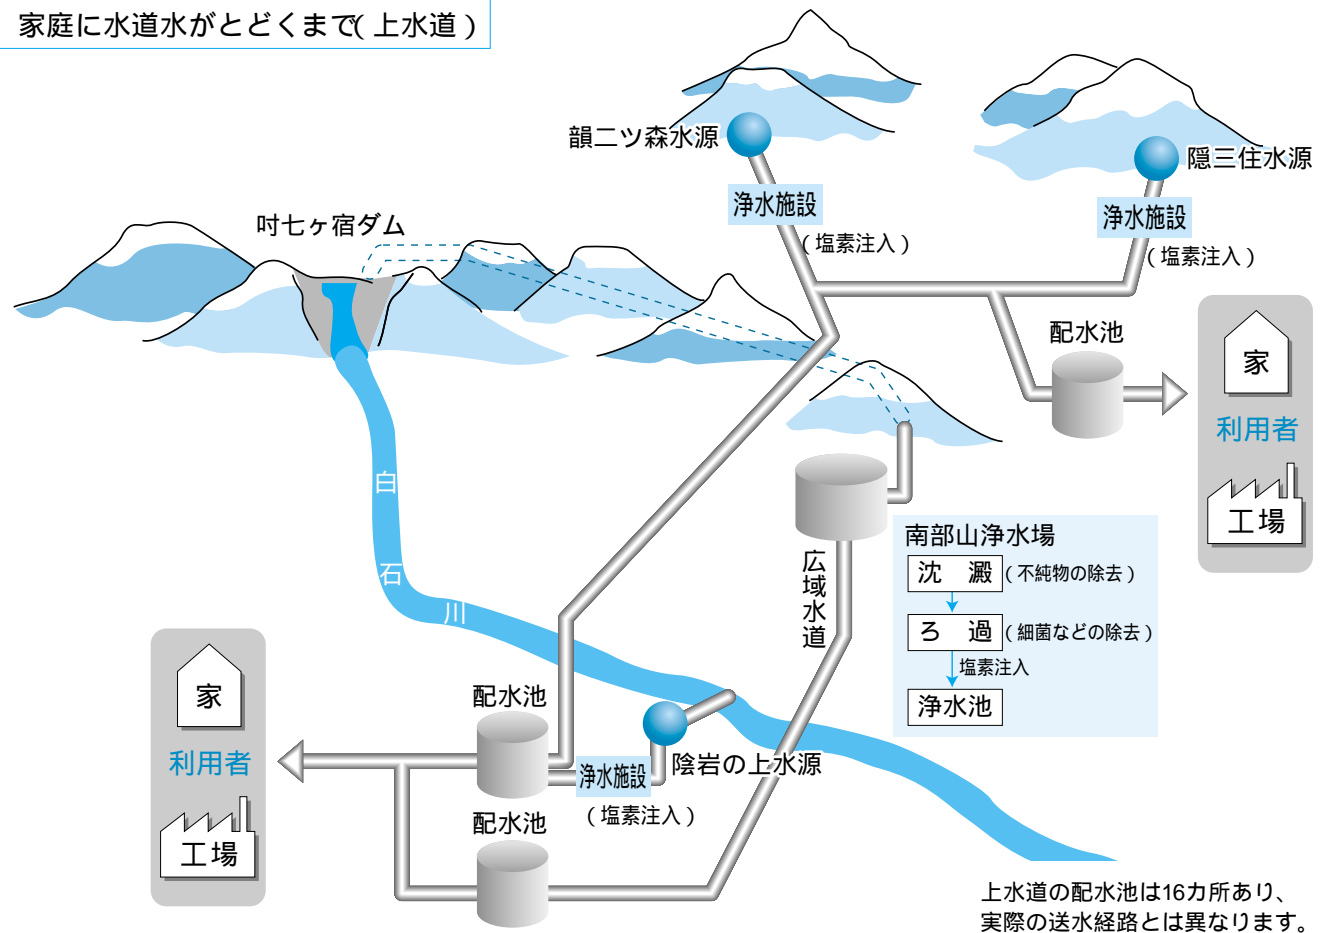 家庭に水道水がとどくまで(上水道)
韻二ツ森水源
隠三住水源
浄水施設
(塩素注入)
浄水施設
(塩素注入)
吋七ヶ宿ダム
配水池
家
利用者
工場
白石川
広域水道
南部山浄水場
沈 澱(不純物の除去)
ろ 過(細菌などの除去)
塩素注入
浄水池
家
利用者
工場
配水池
浄水施設
(塩素注入)
陰岩の上水源
配水池
上水道の配水池は16カ所あり、
実際の送水経路とは異なります。